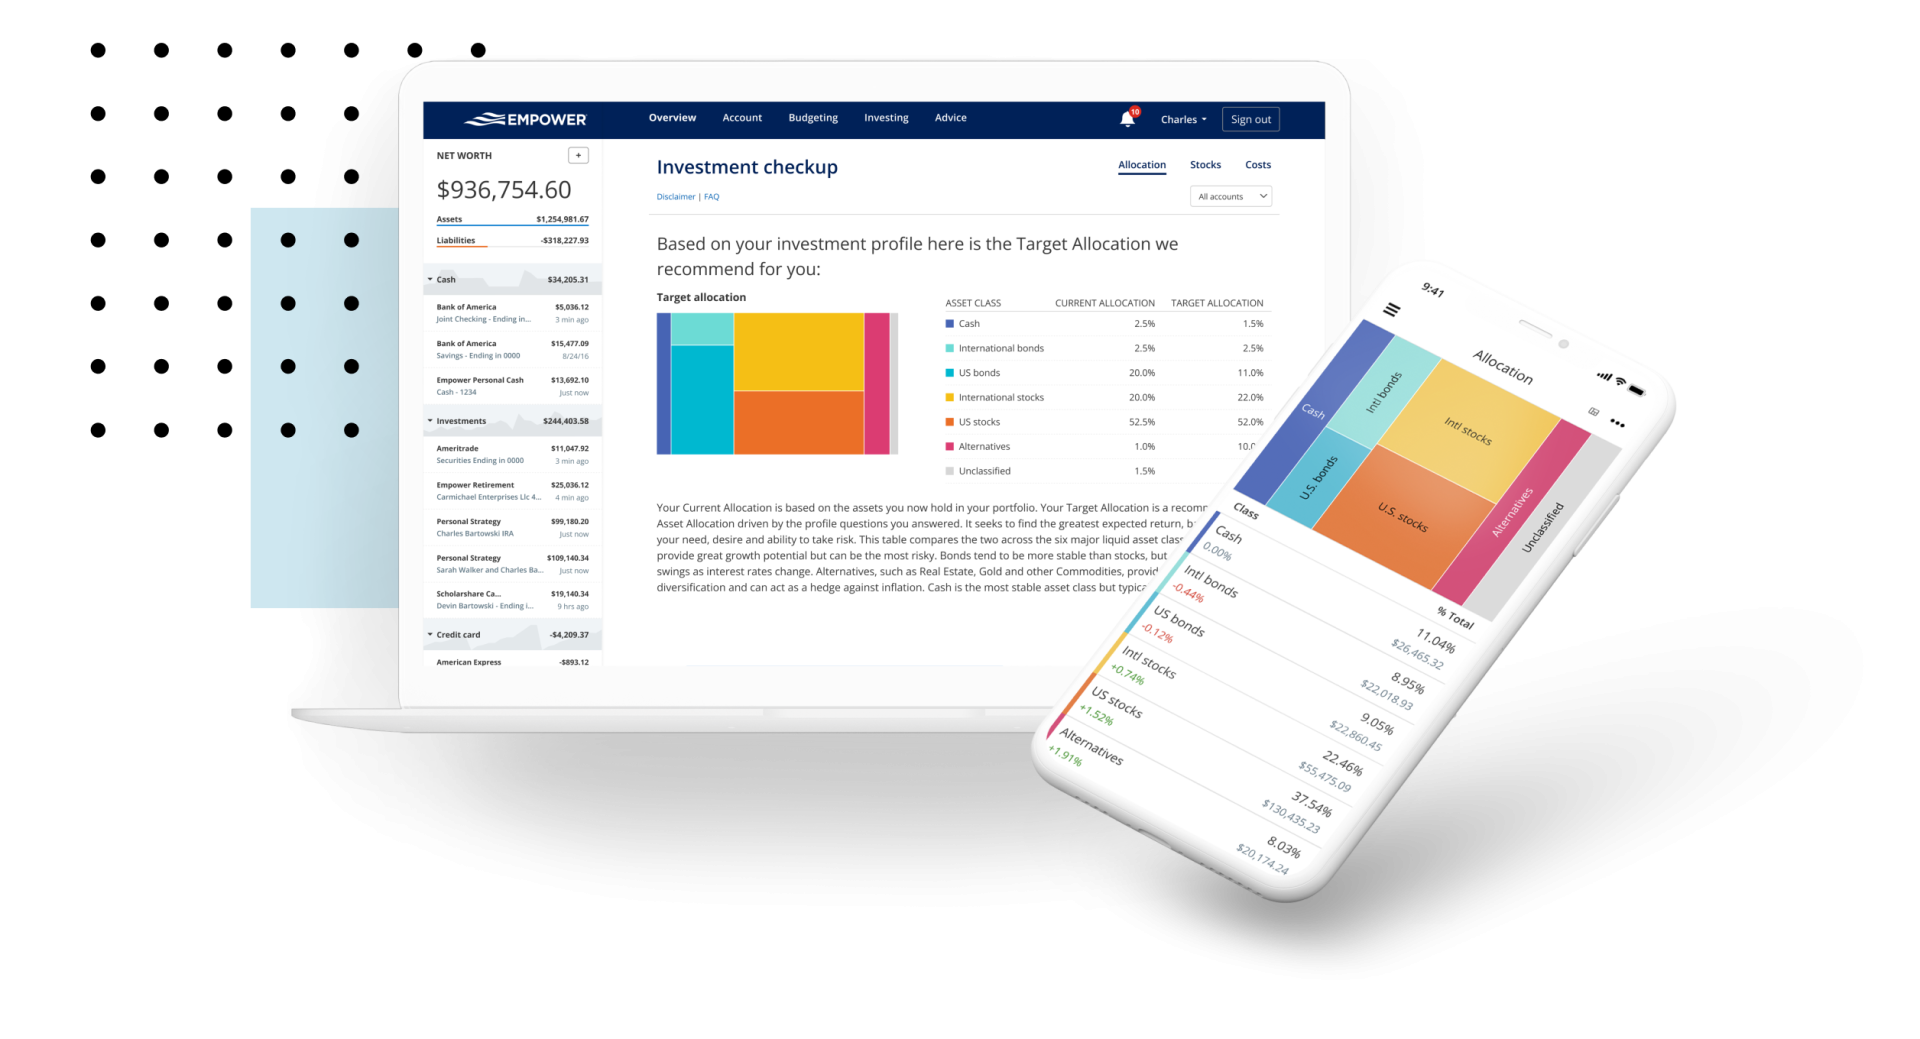 EMPOWER
Overview Account Budgeting Investing Advice
10
Charles
Sign out
NET WORTH +
$936,754.60
Assets $1,254,981.67
Liabilities -$318,227.93
Cash $34,205.31
Bank of America $5,036.12
Joint Checking - Ending in... 3 min ago
Bank of America $15,477.09
Savings - Ending in 0000 8/24/16
Empower Personal Cash $13,692.10
Cash - 1234 Just now
Investments $244,403.58
Ameritrade $11,047.92
Securities Ending in 0000 3 min ago
Empower Retirement $25,036.12
Carmichael Enterprises Llc 4... 4 min ago
Personal Strategy $99,180.20
Charles Bartowski IRA Just now
Personal Strategy $109,140.34
Sarah Walker and Charles Ba... Just now
Scholarshare Ca... $19,140.34
Devin Bartowski - Ending i... 9 hrs ago
Credit card -$4,209.37
American Express -$893.12
Investment checkup
Allocation Stocks Costs
Disclaimer | FAQ
All accounts
Based on your investment profile here is the Target Allocation we
recommend for you:
Target allocation
ASSET CLASS CURRENT ALLOCATION TARGET ALLOCATION
Cash 2.5% 1.5%
International bonds 2.5% 2.5%
US bonds 20.0% 11.0%
International stocks 20.0% 22.0%
US stocks 52.5% 52.0%
Alternatives 1.0% 10.0
Unclassified 1.5%
Your Current Allocation is based on the assets you now hold in your portfolio. Your Target Allocation is a
Asset Allocation driven by the profile questions you answered. It seeks to find the greatest expected return,
your need, desire and ability to take risk. This table compares the two across the six major liquid asset
provide great growth potential but can be the most risky. Bonds tend to be more stable than stocks, but
swings as interest rates change. Alternatives, such as Real Estate, Gold and other Commodities,
diversification and can act as a hedge against inflation. Cash is the most stable asset class but
9:41
Allocation
Cash
Intl bonds
U.S. bonds
Intl stocks
U.S. stocks
Alternatives
Unclassified
Class % Total
Cash 11.04%
0.00% $26,465.32
Intl bonds 8.95%
-0.44% $22,018.93
US bonds 9.05%
-0.12% $22,860.45
Intl stocks 22.46%
+0.74% $55,475.09
US stocks 37.54%
+1.52% $130,435.23
Alternatives 8.03%
+1.91% $20,174.24